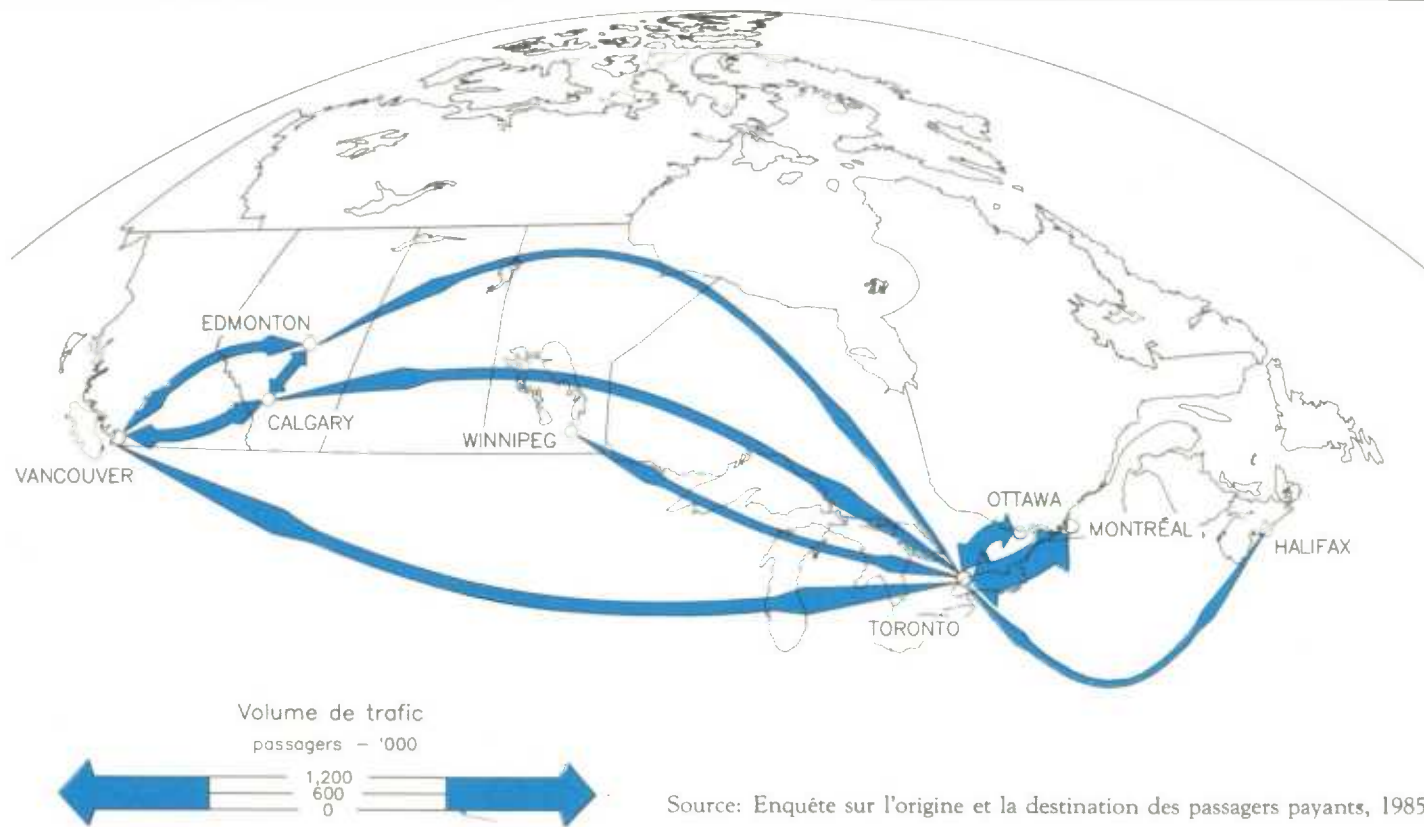 EDMONTON
CALGARY
VANCOUVER
WINNIPEG
OTTAWA
MONTRÉAL
HALIFAX
TORONTO
Volume de trafic
passagers – '000
1,200
600
0
Source: Enquête sur l'origine et la destination des passagers payants, 1985